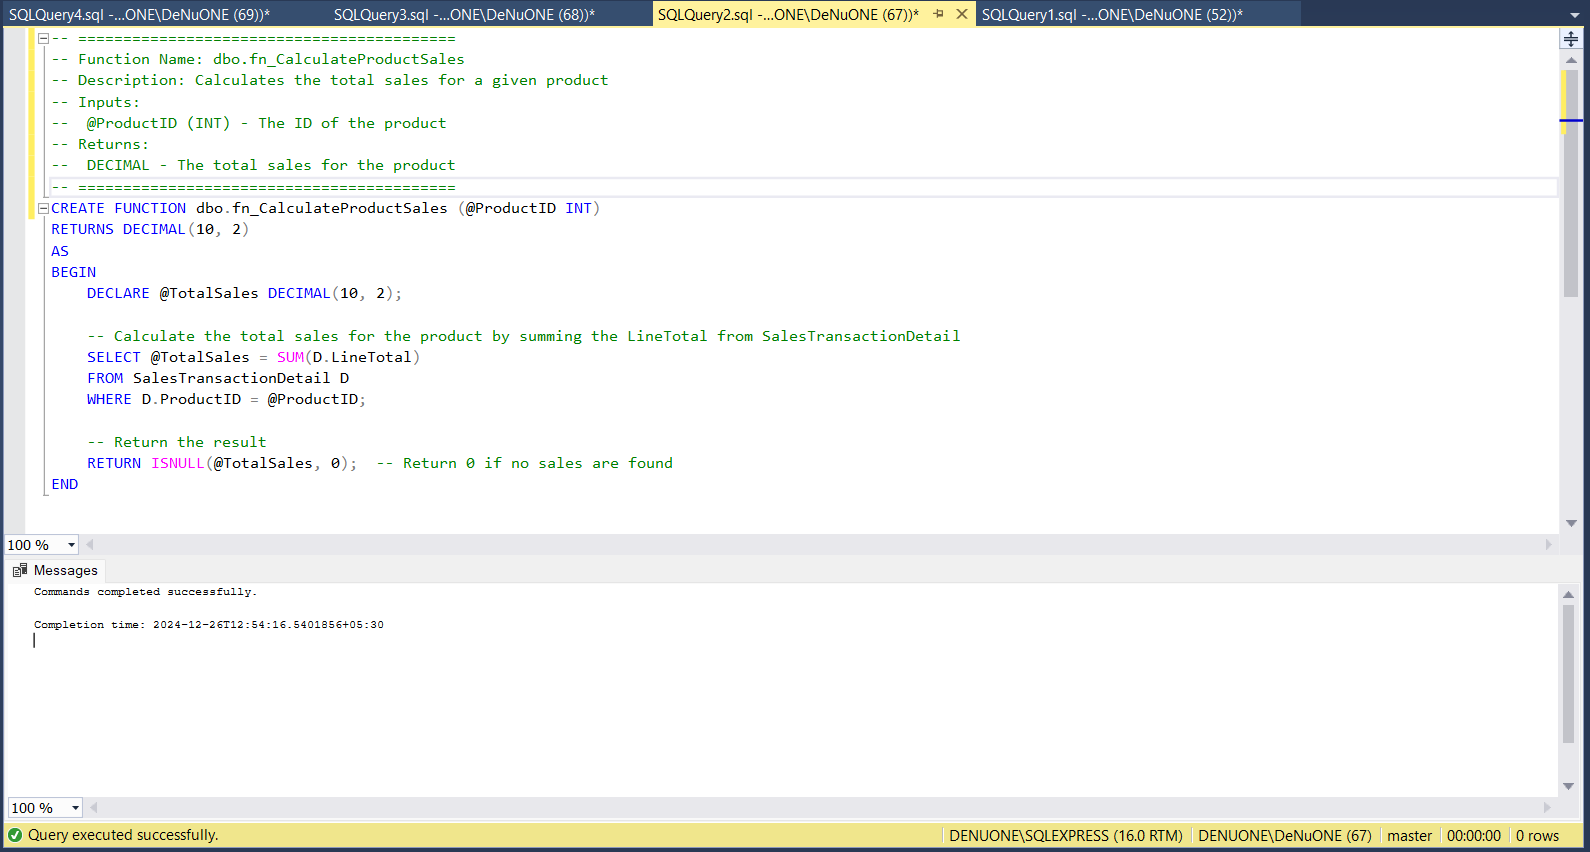 SQLQuery4.sql -...ONE\DeNuONE (69))* SQLQuery3.sql -...ONE\DeNuONE (68))* SQLQuery2.sql -...ONE\DeNuONE (67))* SQLQuery1.sql -...ONE\DeNuONE (52))*
-- ==========================================
-- Function Name: dbo.fn_CalculateProductSales
-- Description: Calculates the total sales for a given product
-- Inputs:
--  @ProductID (INT) - The ID of the product
-- Returns:
--  DECIMAL - The total sales for the product
-- ==========================================
CREATE FUNCTION dbo.fn_CalculateProductSales (@ProductID INT)
RETURNS DECIMAL(10, 2)
AS
BEGIN
    DECLARE @TotalSales DECIMAL(10, 2);
    -- Calculate the total sales for the product by summing the LineTotal from SalesTransactionDetail
    SELECT @TotalSales = SUM(D.LineTotal)
    FROM SalesTransactionDetail D
    WHERE D.ProductID = @ProductID;
    -- Return the result
    RETURN ISNULL(@TotalSales, 0);  -- Return 0 if no sales are found
END
100 %
Messages
Commands completed successfully.
Completion time: 2024-12-26T12:54:16.5401856+05:30
100 %
Query executed successfully. DENUONE\SQLEXPRESS (16.0 RTM) DENUONE\DeNuONE (67) master 00:00:00 0 rows